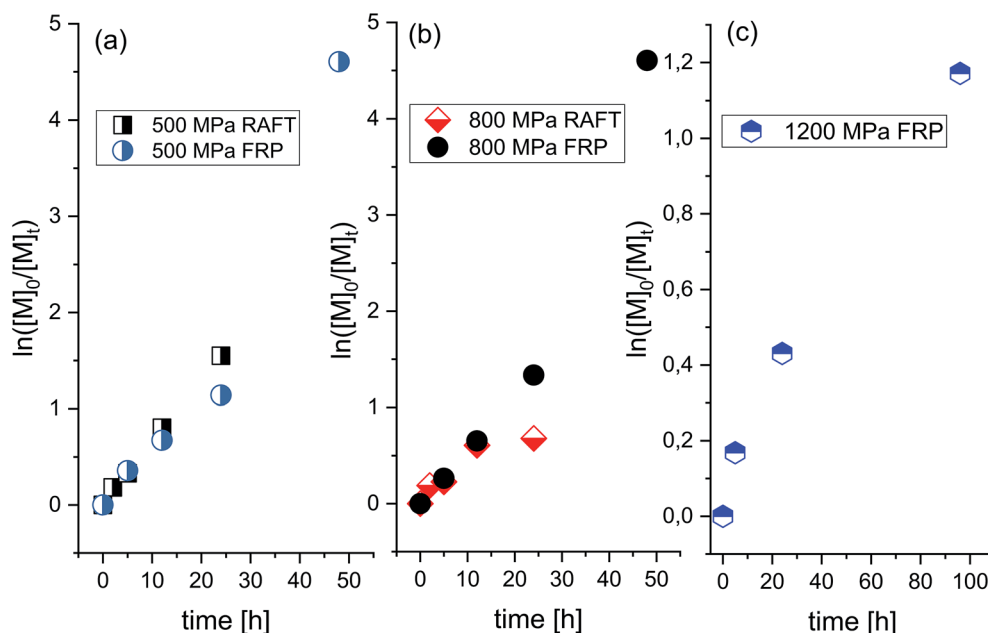 (a)
500 MPa RAFT
500 MPa FRP
ln([M]₀/[M]ₜ)
5
4
3
2
1
0
0 10 20 30 40 50
time [h]
(b)
800 MPa RAFT
800 MPa FRP
ln([M]₀/[M]ₜ)
5
4
3
2
1
0
0 10 20 30 40 50
time [h]
(c)
1200 MPa FRP
ln([M]₀/[M]ₜ)
1,2
1,0
0,8
0,6
0,4
0,2
0,0
0 20 40 60 80 100
time [h]